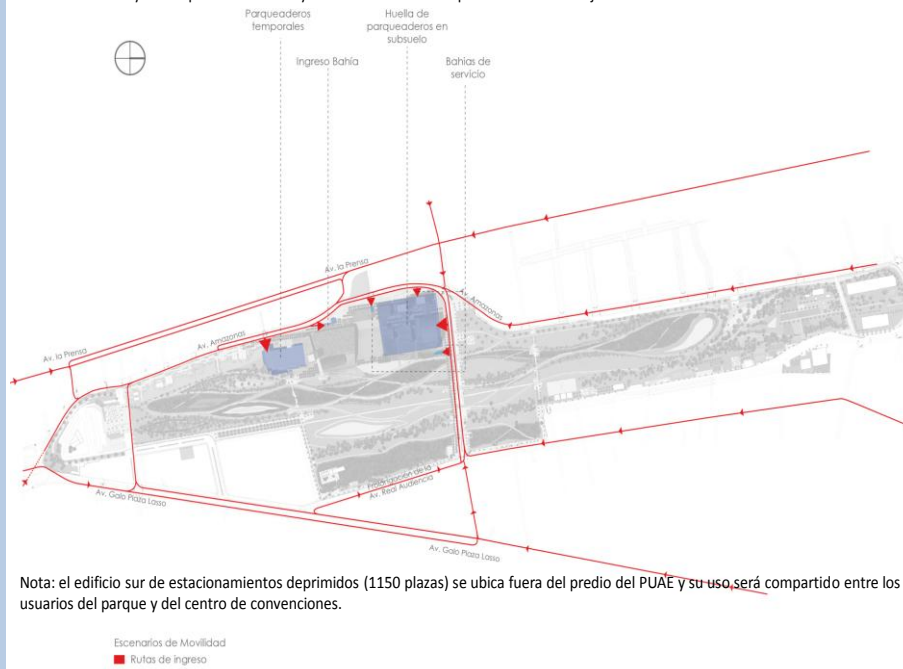 Parqueaderos
temporales
Huella de
parqueaderos en
subsuelo
Ingreso Bahía
Bahías de
servicio
Av. la Prensa
Av. Amazonas
Av. Amazonas
Av. la Prensa
Prolongación de la
Av. Real Audiencia
Av. Galo Plaza Lasso
Av. Galo Plaza Lasso
Nota: el edificio sur de estacionamientos deprimidos (1150 plazas) se ubica fuera del predio del PUAE y su uso será compartido entre los
usuarios del parque y del centro de convenciones.
Escenarios de Movilidad
Rutas de ingreso